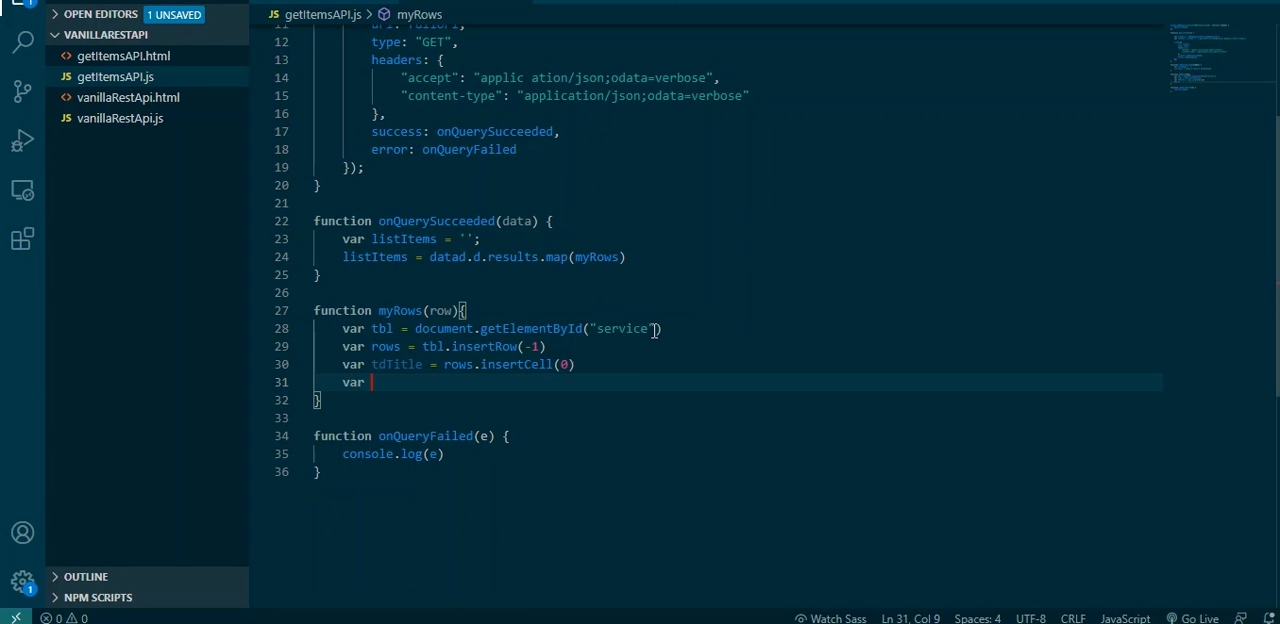 OPEN EDITORS 1 UNSAVED
VANILLARESTAPI
<> getItemsAPI.html
JS getItemsAPI.js
<> vanillaRestApi.html
JS vanillaRestApi.js
OUTLINE
NPM SCRIPTS
1
1
JS getItemsAPI.js > myRows
12 type: "GET",
13 headers: {
14 "accept": "applic ation/json;odata=verbose",
15 "content-type": "application/json;odata=verbose"
16 },
17 success: onQuerySucceeded,
18 error: onQueryFailed
19 });
20 }
21
22 function onQuerySucceeded(data) {
23 var listItems = '';
24 listItems = datad.d.results.map(myRows)
25 }
26
27 function myRows(row){
28 var tbl = document.getElementById("service")
29 var rows = tbl.insertRow(-1)
30 var tdTitle = rows.insertCell(0)
31 var
32 }
33
34 function onQueryFailed(e) {
35 console.log(e)
36 }
0 0 Watch Sass Ln 31, Col 9 Spaces: 4 UTF-8 CRLF JavaScript Go Live